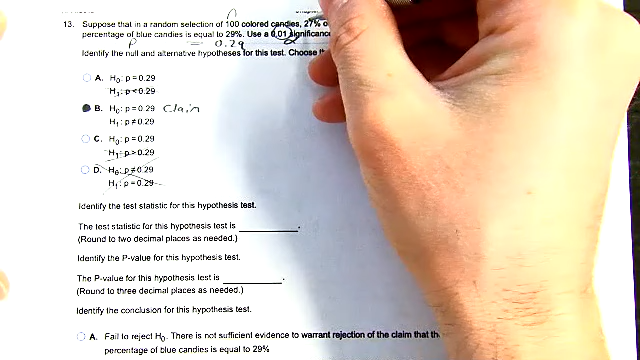 n
13. Suppose that in a random selection of 100 colored candies, 27% o
percentage of blue candies is equal to 29%. Use a 0.01 significance
P = 0.29 α
Identify the null and alternative hypotheses for this test. Choose th
A. H0: p = 0.29
H1: p < 0.29
B. H0: p = 0.29 Claim
H1: p ≠ 0.29
C. H0: p = 0.29
H1: p > 0.29
D. H0: p ≠ 0.29
H1: p = 0.29
Identify the test statistic for this hypothesis test.
The test statistic for this hypothesis test is ________.
(Round to two decimal places as needed.)
Identify the P-value for this hypothesis test.
The P-value for this hypothesis test is ________.
(Round to three decimal places as needed.)
Identify the conclusion for this hypothesis test.
A. Fail to reject H0. There is not sufficient evidence to warrant rejection of the claim that th
percentage of blue candies is equal to 29%